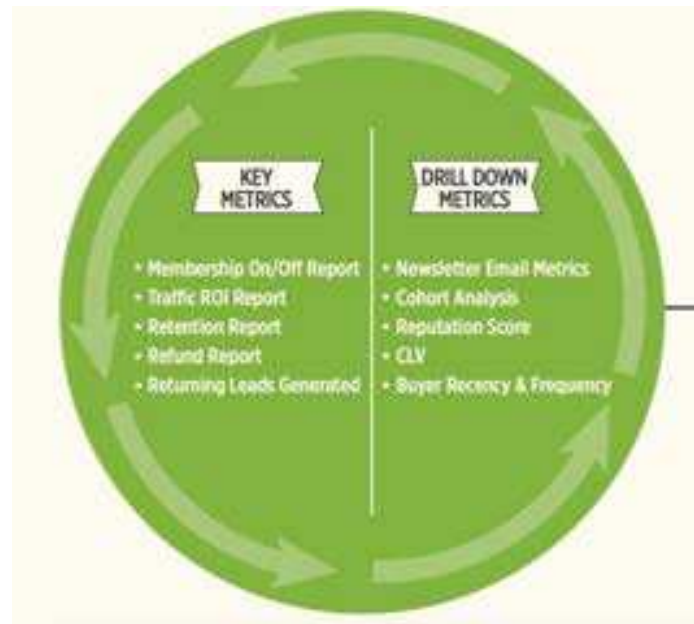 KEY
METRICS
• Membership On/Off Report
• Traffic ROI Report
• Retention Report
• Refund Report
• Returning Leads Generated
DRILL DOWN
METRICS
• Newsletter Email Metrics
• Cohort Analysis
• Reputation Score
• CLV
• Buyer Recency & Frequency